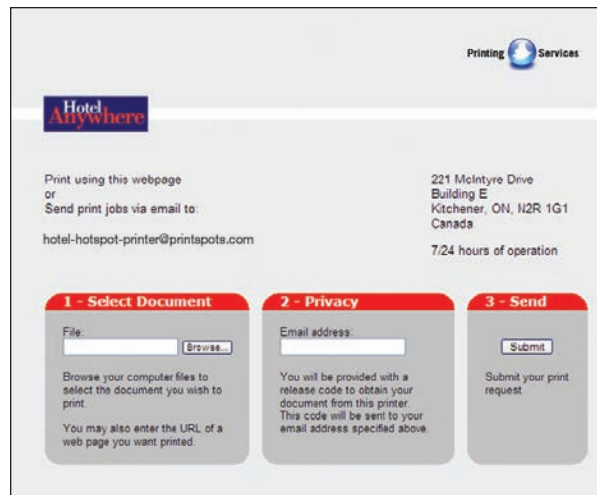 Printing Services
Hotel
Anywhere
Print using this webpage
or
Send print jobs via email to:
hotel-hotspot-printer@printspots.com
221 McIntyre Drive
Building E
Kitchener, ON, N2R 1G1
Canada
7/24 hours of operation
1 - Select Document
File:
Browse...
Browse your computer files to
select the document you wish to
print.
You may also enter the URL of a
web page you want printed.
2 - Privacy
Email address:
You will be provided with a
release code to obtain your
document from this printer.
This code will be sent to your
email address specified above.
3 - Send
Submit
Submit your print
request.